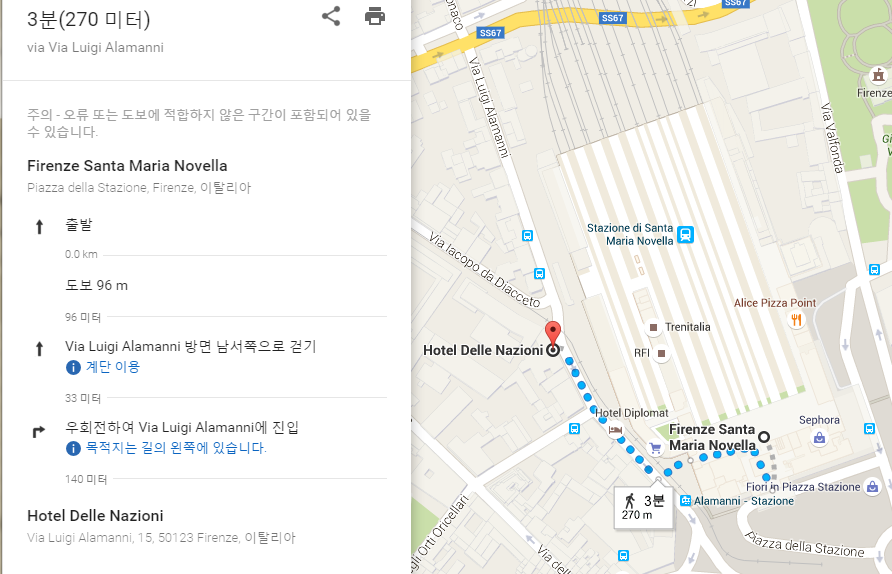 3분(270 미터)
via Via Luigi Alamanni
주의 - 오류 또는 도보에 적합하지 않은 구간이 포함되어 있을
수 있습니다.
Firenze Santa Maria Novella
Piazza della Stazione, Firenze, 이탈리아
출발
0.0 km
도보 96 m
96 미터
Via Luigi Alamanni 방면 남서쪽으로 걷기
계단 이용
33 미터
우회전하여 Via Luigi Alamanni에 진입
목적지는 길의 왼쪽에 있습니다.
140 미터
Hotel Delle Nazioni
Via Luigi Alamanni, 15, 50123 Firenze, 이탈리아
SS67
SS67
SS67
Via Luigi Alamanni
Via Valfonda
Firenze
Stazione di Santa
Maria Novella
Via Iacopo da Diacceto
Alice Pizza Point
Trenitalia
RFI
Hotel Delle Nazioni
Hotel Diplomat
Firenze Santa
Maria Novella
Sephora
Fiori in Piazza Stazione
Alamanni - Stazione
3분
270 m
Piazza della Stazione
gli Orti Oricellari
Via de